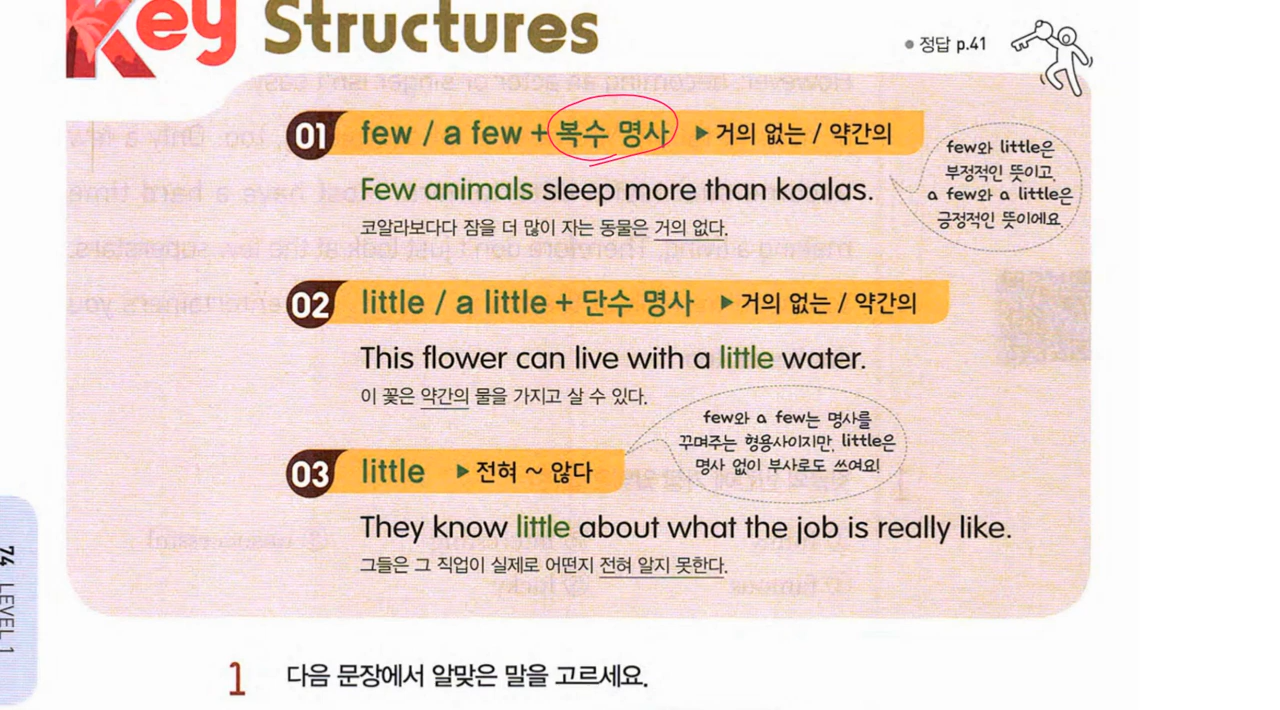 Key Structures
정답 p.41
01 few / a few + 복수 명사 ▶ 거의 없는 / 약간의
few와 little은
부정적인 뜻이고,
a few와 a little은
긍정적인 뜻이에요
Few animals sleep more than koalas.
코알라보다다 잠을 더 많이 자는 동물은 거의 없다.
02 little / a little + 단수 명사 ▶ 거의 없는 / 약간의
This flower can live with a little water.
이 꽃은 약간의 물을 가지고 살 수 있다.
few와 a few는 명사를
꾸며주는 형용사이지만, little은
명사 없이 부사로도 쓰여요!
03 little ▶ 전혀 ~ 않다
They know little about what the job is really like.
그들은 그 직업이 실제로 어떤지 전혀 알지 못한다.
74 LEVEL 1
1 다음 문장에서 알맞은 말을 고르세요.